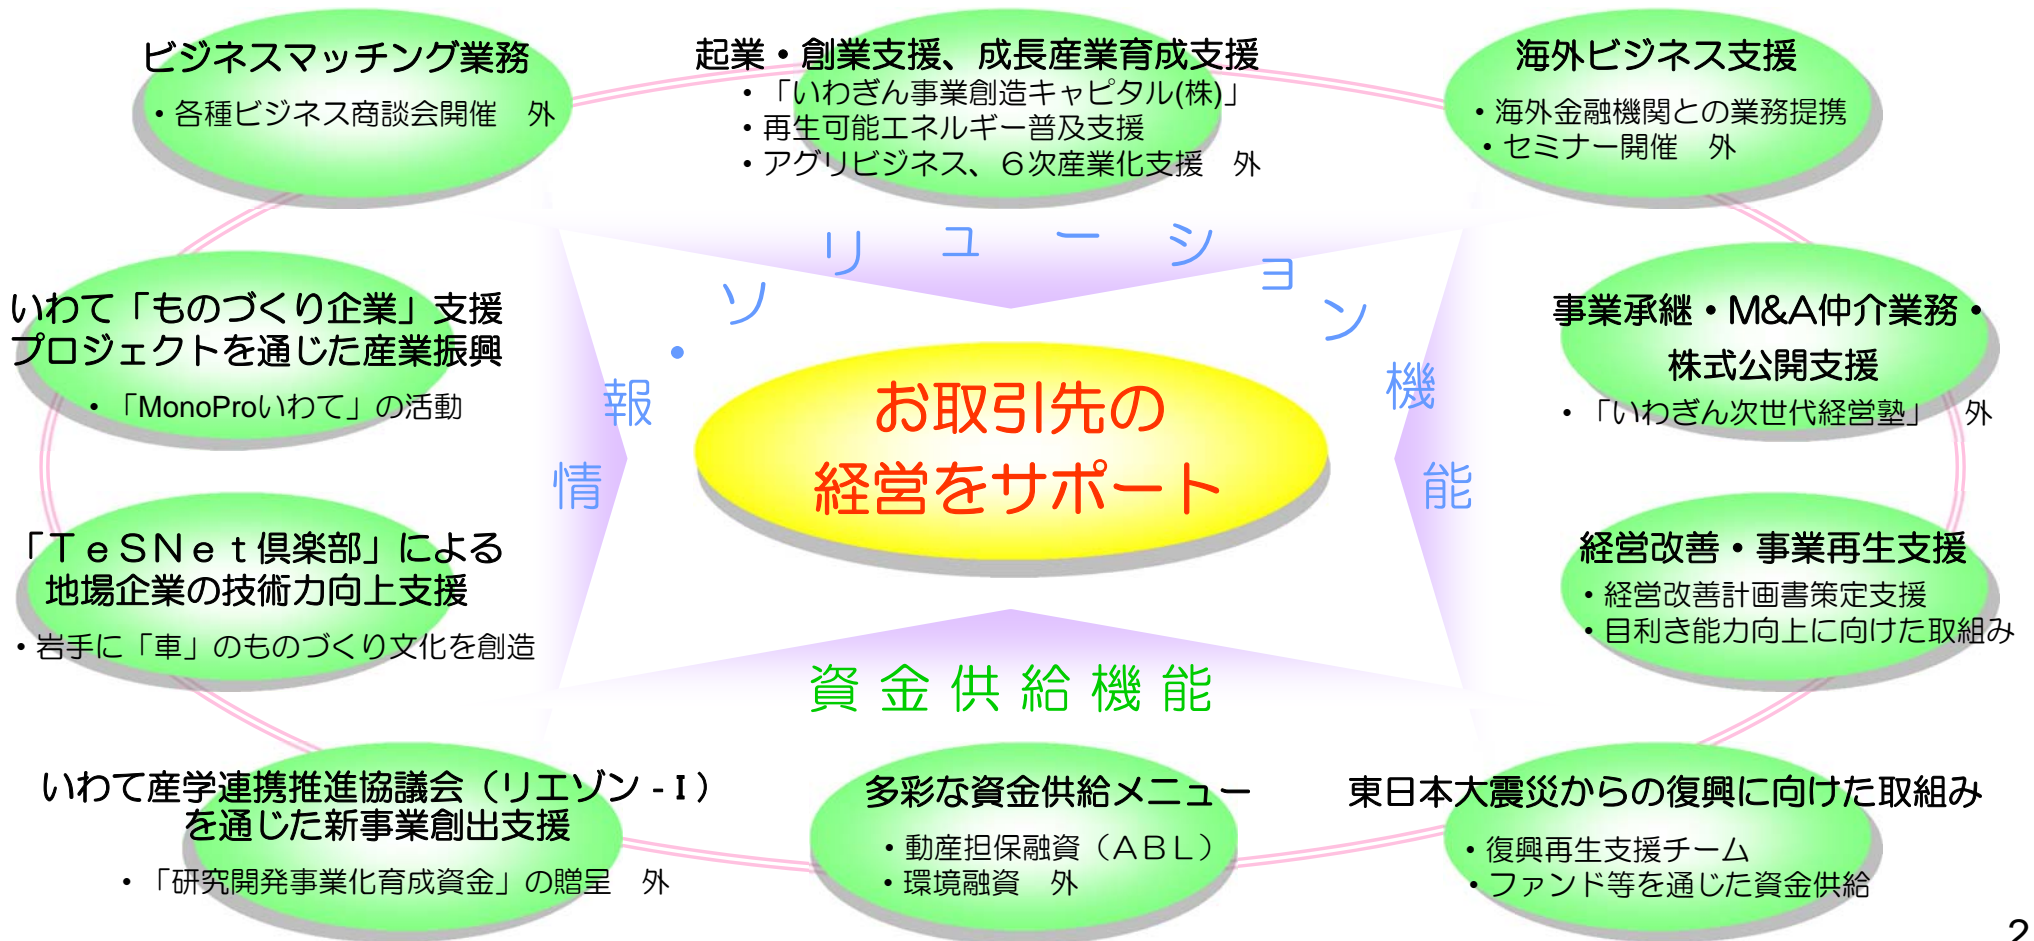 ビジネスマッチング業務
・各種ビジネス商談会開催　外
起業・創業支援、成長産業育成支援
・「いわぎん事業創造キャピタル(株)」
・再生可能エネルギー普及支援
・アグリビジネス、６次産業化支援　外
海外ビジネス支援
・海外金融機関との業務提携
・セミナー開催　外
いわて「ものづくり企業」支援
プロジェクトを通じた産業振興
・「MonoProいわて」の活動
情報・ソリューション機能
お取引先の
経営をサポート
事業承継・M&A仲介業務・
株式公開支援
・「いわぎん次世代経営塾」　外
「ＴｅＳＮｅｔ倶楽部」による
地場企業の技術力向上支援
・岩手に「車」のものづくり文化を創造
経営改善・事業再生支援
・経営改善計画書策定支援
・目利き能力向上に向けた取組み
資金供給機能
いわて産学連携推進協議会（リエゾン-Ｉ）
を通じた新事業創出支援
・「研究開発事業化育成資金」の贈呈　外
多彩な資金供給メニュー
・動産担保融資（ＡＢＬ）
・環境融資　外
東日本大震災からの復興に向けた取組み
・復興再生支援チーム
・ファンド等を通じた資金供給
2